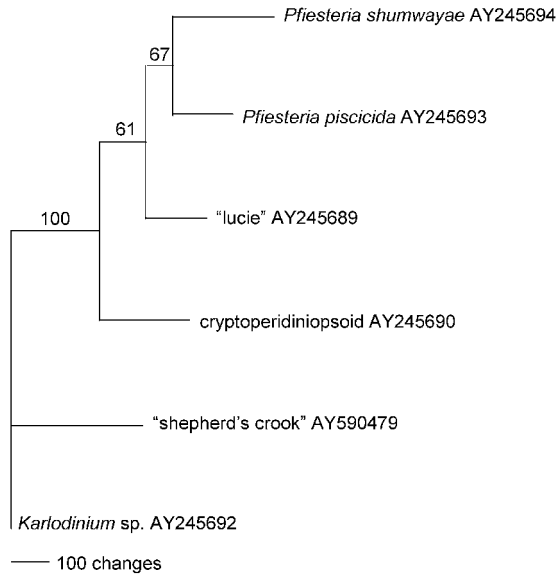 Pfiesteria shumwayae AY245694
67
Pfiesteria piscicida AY245693
61
“lucie” AY245689
100
cryptoperidiniopsoid AY245690
“shepherd’s crook” AY590479
Karlodinium sp. AY245692
100 changes